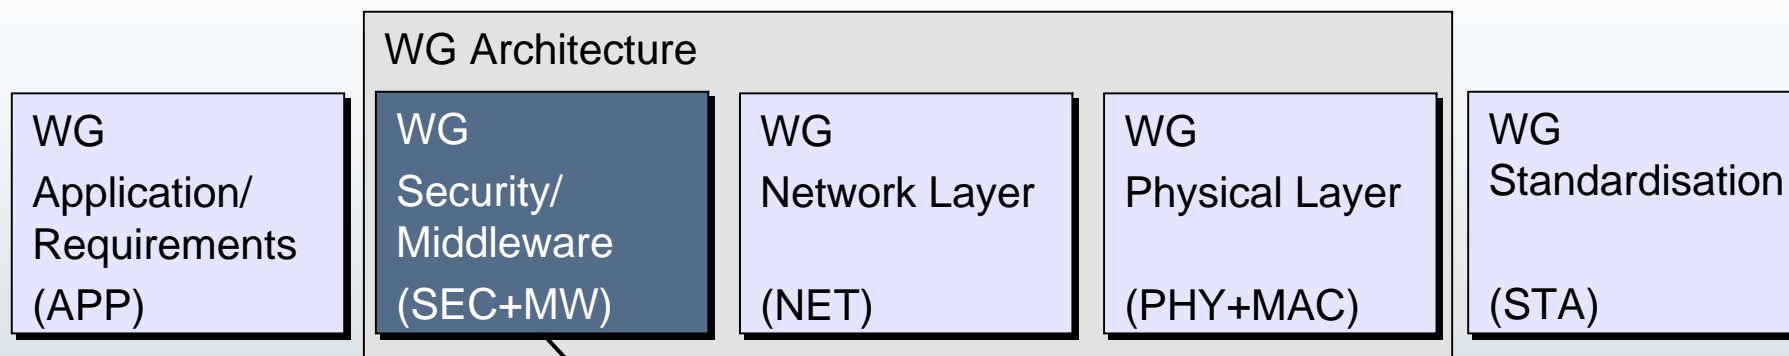 WG Architecture
WG
Application/
Requirements
(APP)
WG
Security/
Middleware
(SEC+MW)
WG
Network Layer
(NET)
WG
Physical Layer
(PHY+MAC)
WG
Standardisation
(STA)